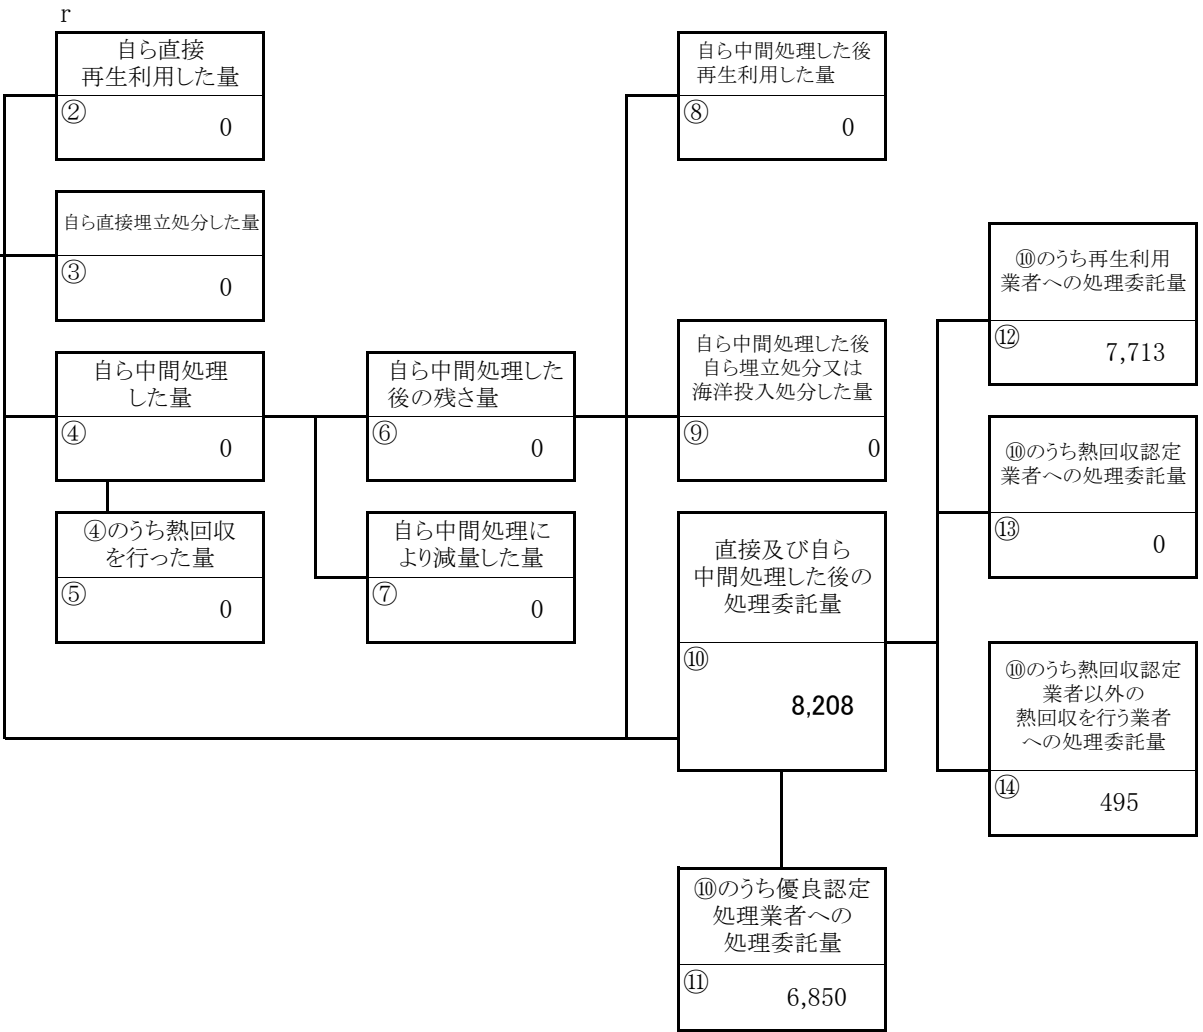 r
自ら直接
再生利用した量
②
0
自ら直接埋立処分した量
③
0
自ら中間処理
した量
④
0
④のうち熱回収
を行った量
⑤
0
自ら中間処理した
後の残さ量
⑥
0
自ら中間処理に
より減量した量
⑦
0
自ら中間処理した後
再生利用した量
⑧
0
自ら中間処理した後
自ら埋立処分又は
海洋投入処分した量
⑨
0
直接及び自ら
中間処理した後の
処理委託量
⑩
8,208
⑩のうち優良認定
処理業者への
処理委託量
⑪
6,850
⑩のうち再生利用
業者への処理委託量
⑫
7,713
⑩のうち熱回収認定
業者への処理委託量
⑬
0
⑩のうち熱回収認定
業者以外の
熱回収を行う業者
への処理委託量
⑭
495